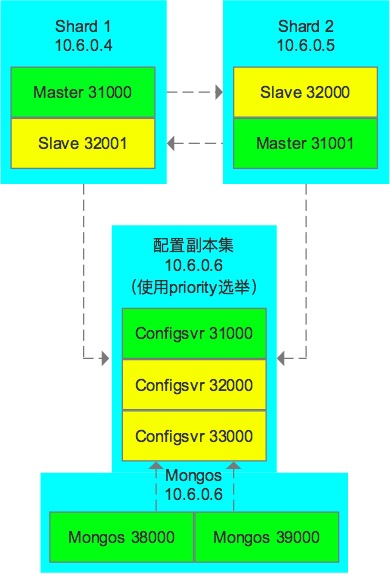 Shard 1
10.6.0.4
Master 31000
Slave 32001
Shard 2
10.6.0.5
Slave 32000
Master 31001
配置副本集
10.6.0.6
（使用priority选举）
Configsvr 31000
Configsvr 32000
Configsvr 33000
Mongos
10.6.0.6
Mongos 38000
Mongos 39000